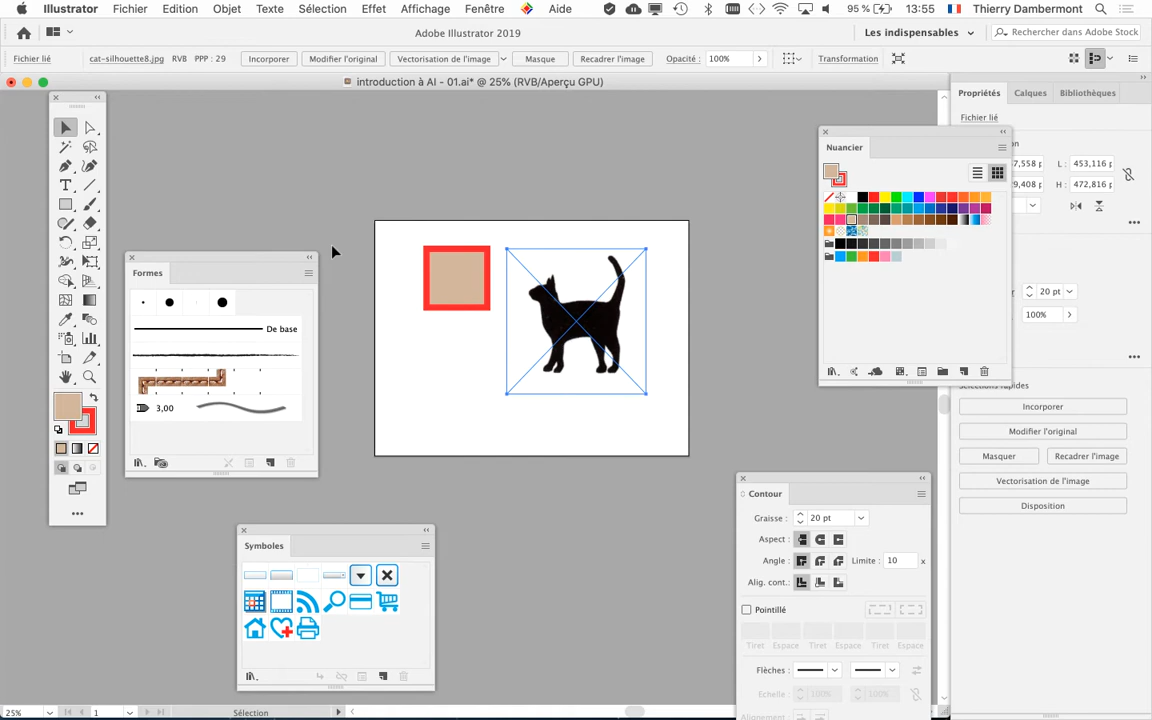 Illustrator Fichier Edition Objet Texte Sélection Effet Affichage Fenêtre Aide 95 % 13:55 Thierry Dambermont
Adobe Illustrator 2019 Les indispensables Rechercher dans Adobe Stock
Fichier lié cat-silhouette8.jpg RVB PPP : 29 Incorporer Modifier l'original Vectorisation de l'image Masque Recadrer l'image Opacité : 100% Transformation
introduction à AI - 01.ai* @ 25% (RVB/Aperçu GPU)
Propriétés Calques Bibliothèques
Fichier lié
L : 453,116 p
H : 472,816 p
20 pt
100%
Sélections rapides
Incorporer
Modifier l'original
Masquer Recadrer l'image
Vectorisation de l'image
Disposition
Nuancier
Formes
De base
3,00
Symboles
Contour
Graisse : 20 pt
Aspect :
Angle : Limite : 10 x
Alig. cont. :
Pointillé
Tiret Espace Tiret Espace Tiret Espace
Flèches :
Echelle : 100% 100%
Alignement :
25% 1 Sélection